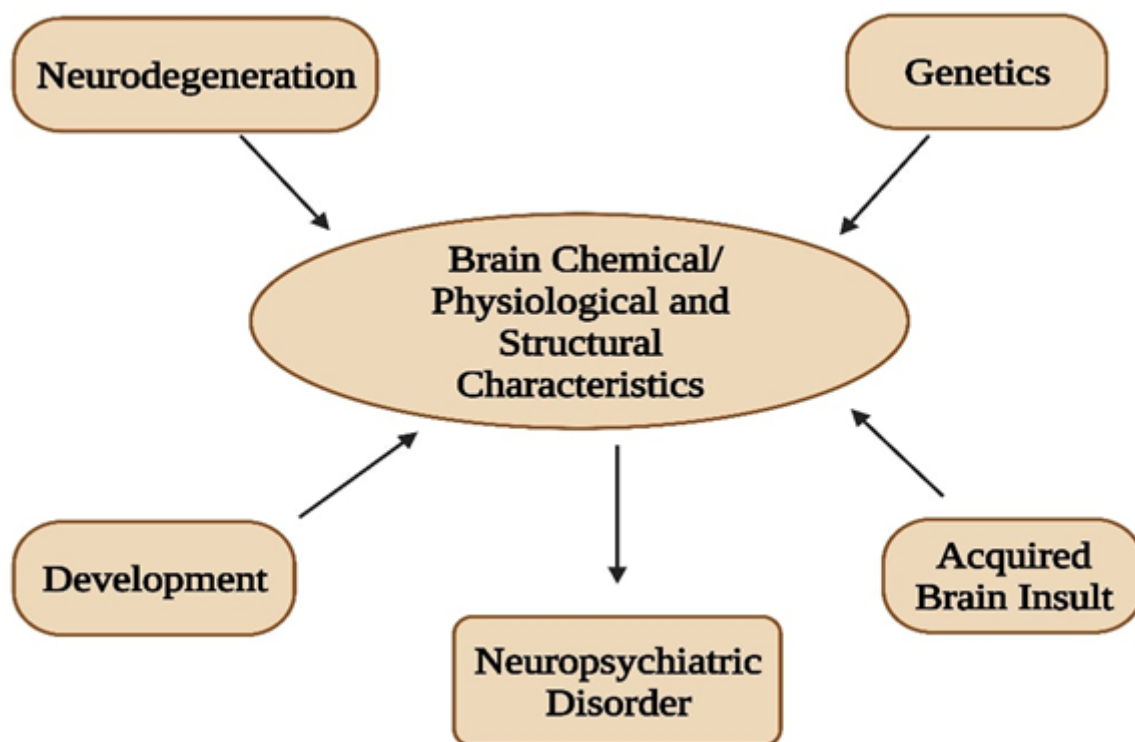 Neurodegeneration
Genetics
Brain Chemical/
Physiological and
Structural
Characteristics
Development
Acquired
Brain Insult
Neuropsychiatric
Disorder